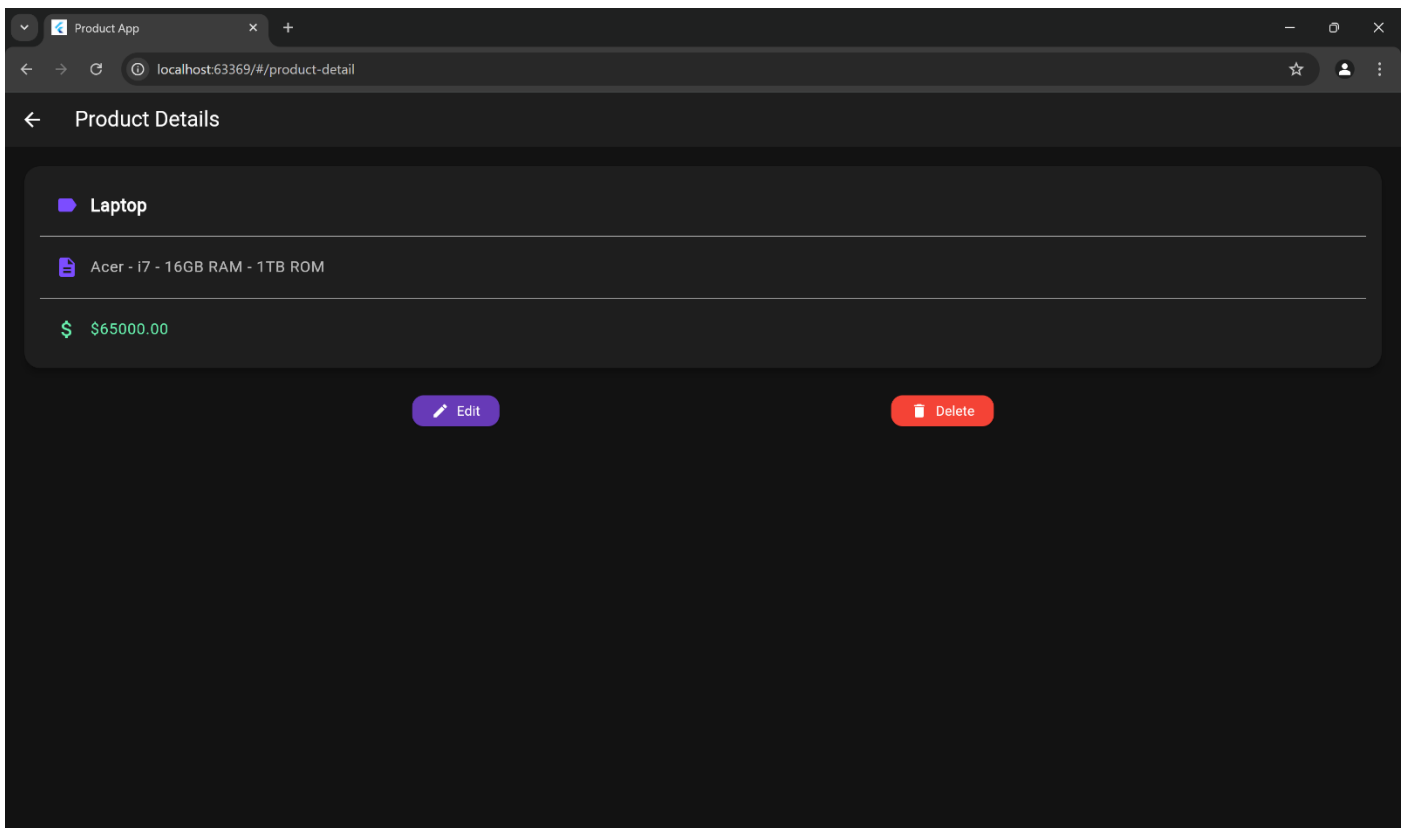 Product App
localhost:63369/#/product-detail
Product Details
Laptop
Acer - i7 - 16GB RAM - 1TB ROM
$ $65000.00
Edit Delete